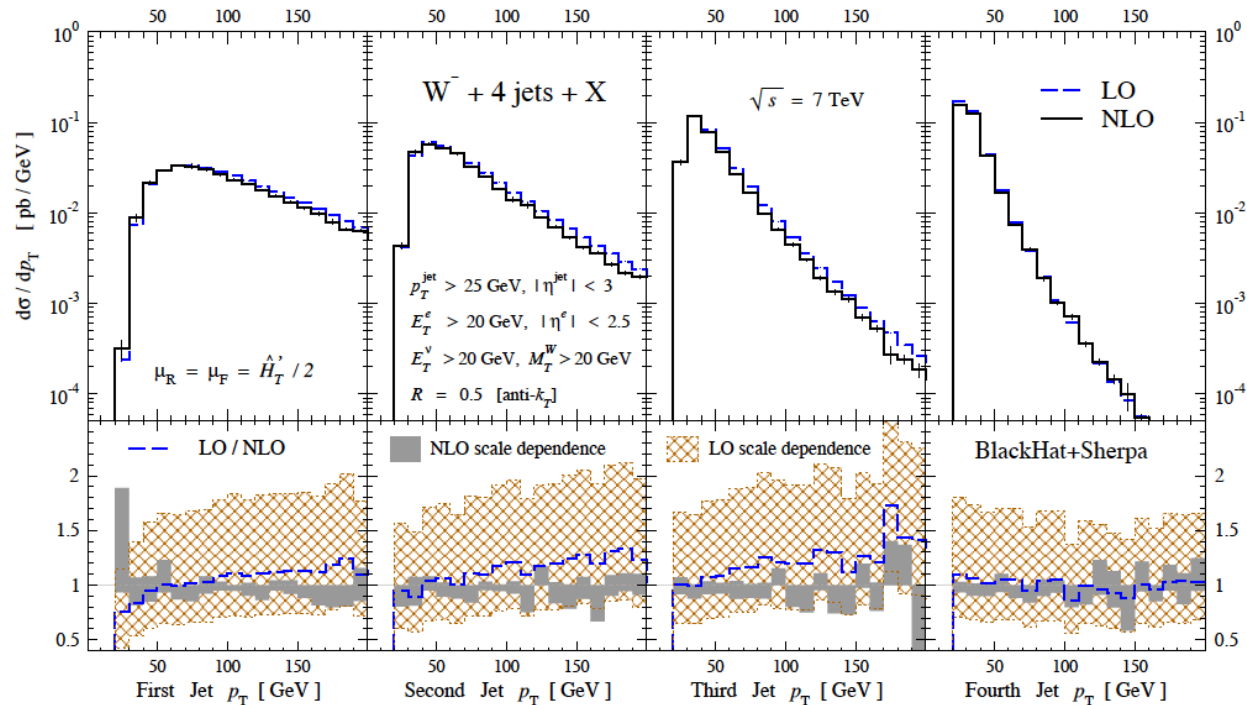 50 100 150 50 100 150 50 100 150 50 100 150
10⁰ 10⁰
W⁻ + 4 jets + X
√s = 7 TeV
LO
NLO
10⁻¹ 10⁻¹
dσ / dp_T [ pb / GeV ]
10⁻² 10⁻²
p_T^jet > 25 GeV, | η^jet | < 3
10⁻³ 10⁻³
E_T^e > 20 GeV, | η^e | < 2.5
E_T^ν > 20 GeV, M_T^W > 20 GeV
μ_R = μ_F = Ĥ_T' / 2
R = 0.5 [anti-k_T]
10⁻⁴ 10⁻⁴
LO / NLO
NLO scale dependence
LO scale dependence
BlackHat+Sherpa
2 2
1.5 1.5
1 1
0.5 0.5
50 100 150 50 100 150 50 100 150 50 100 150
First Jet p_T [ GeV ]
Second Jet p_T [ GeV ]
Third Jet p_T [ GeV ]
Fourth Jet p_T [ GeV ]